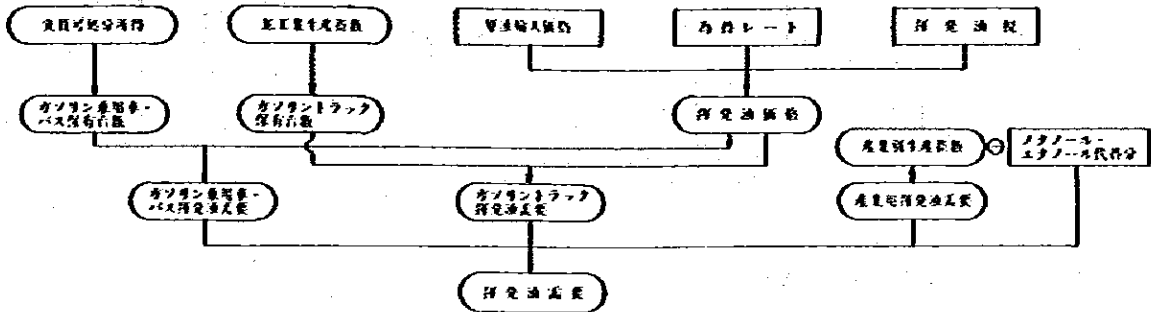 実質可処分所得
鉱工業生産指数
原油輸入価格
為替レート
揮発油税
ガソリン乗用車・
バス保有台数
ガソリントラック
保有台数
揮発油価格
産業別生産指数
メタノール・
エタノール代替分
ガソリン乗用車・
バス揮発油需要
ガソリントラック
揮発油需要
産業用揮発油需要
揮発油需要